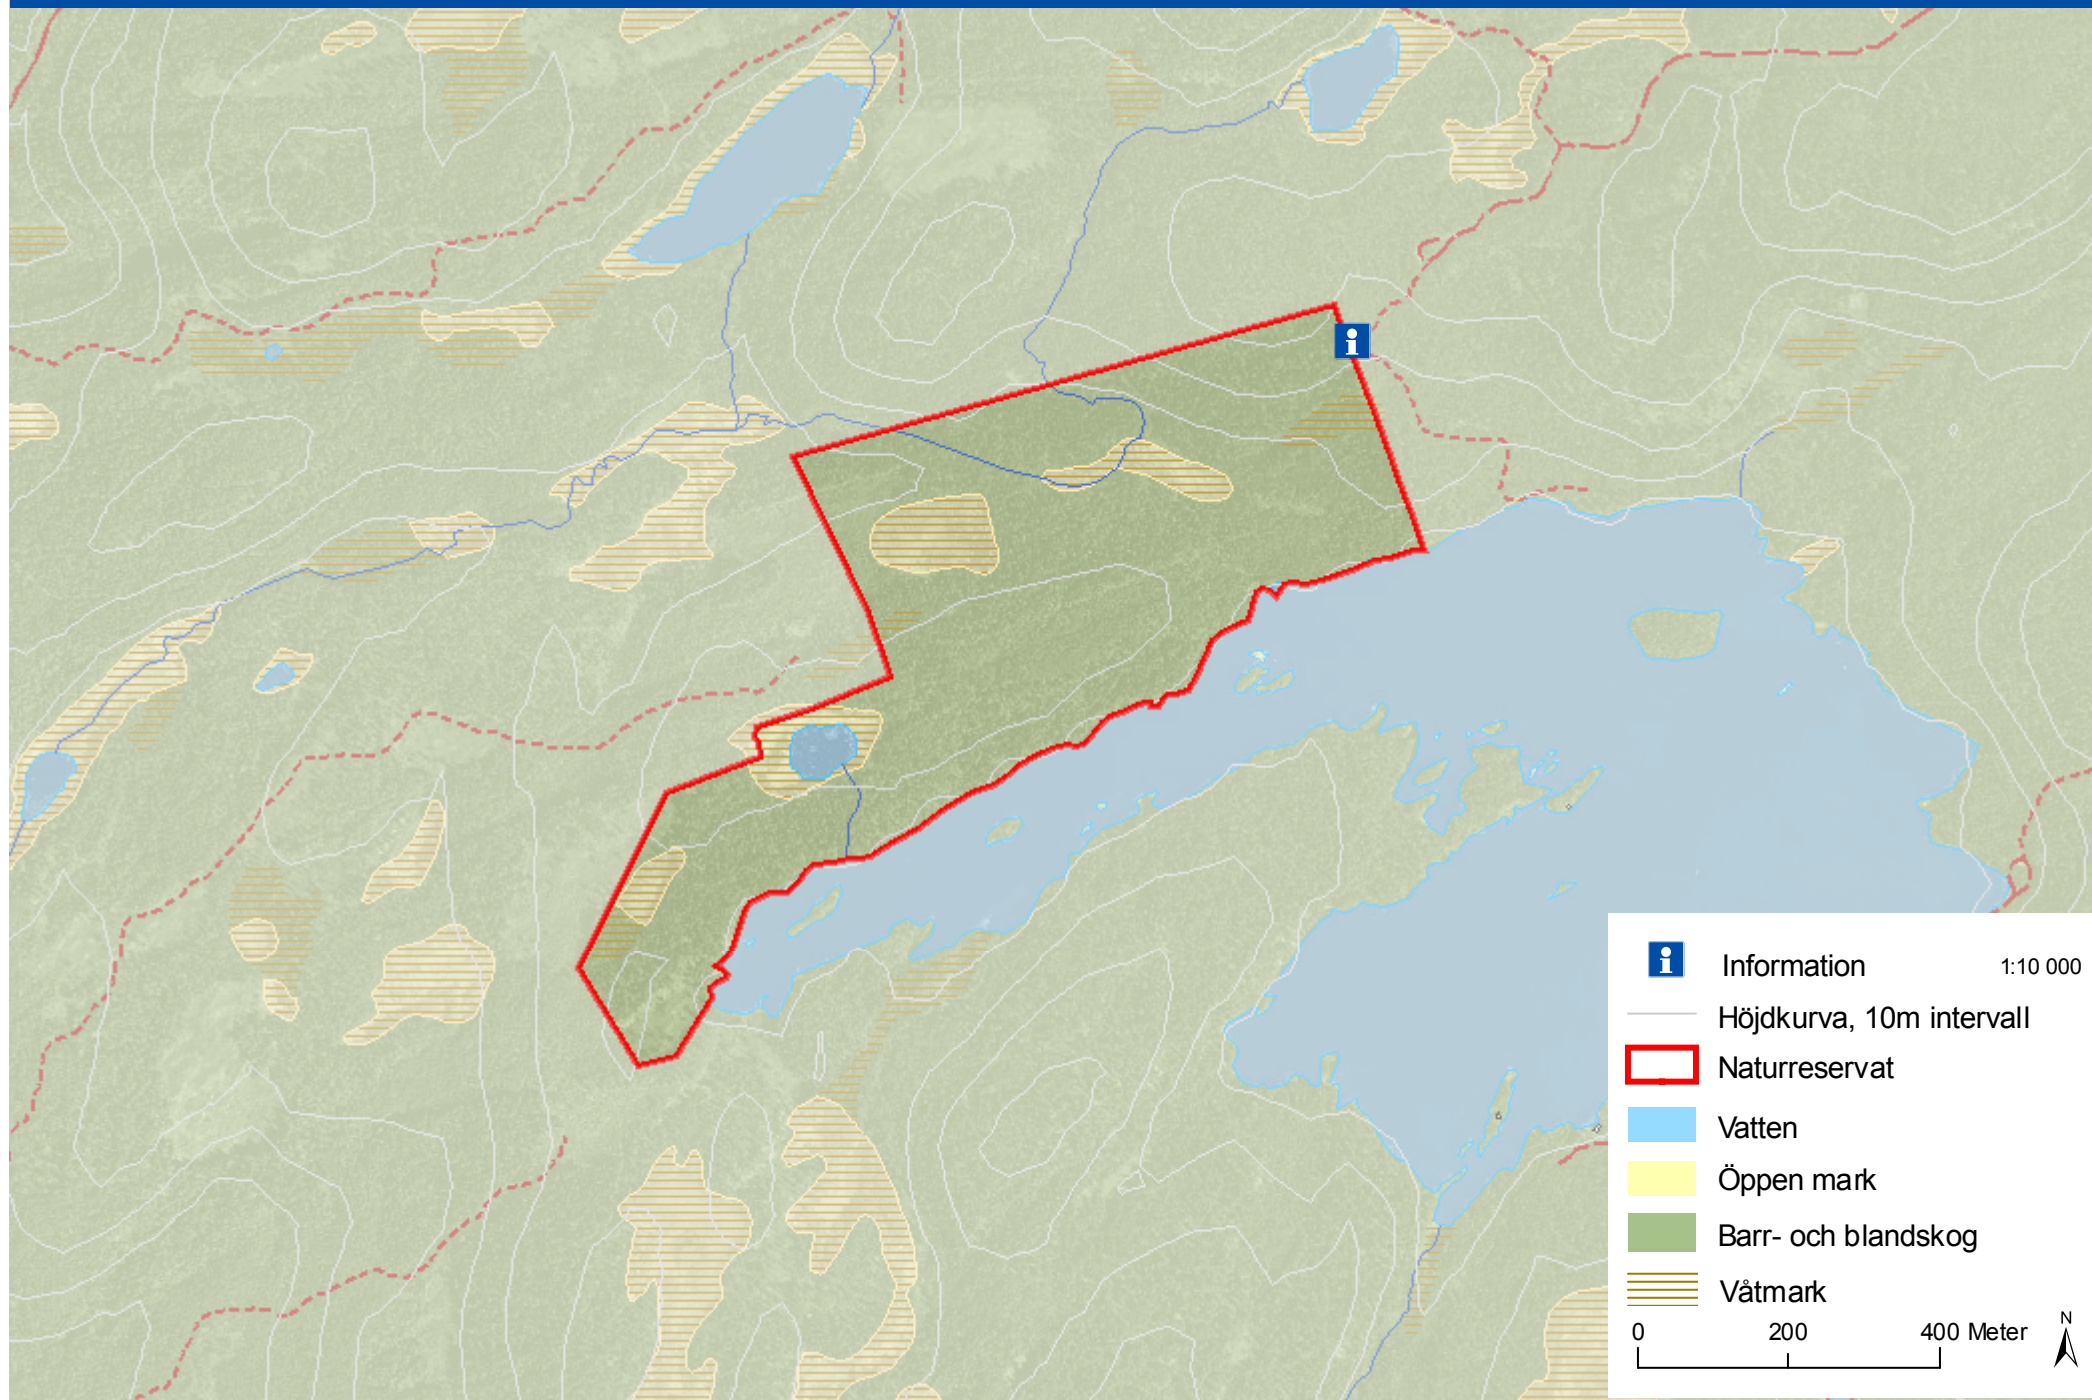 Information 1:10 000
Höjdkurva, 10m intervall
Naturreservat
Vatten
Öppen mark
Barr- och blandskog
Våtmark
0 200 400 Meter
N